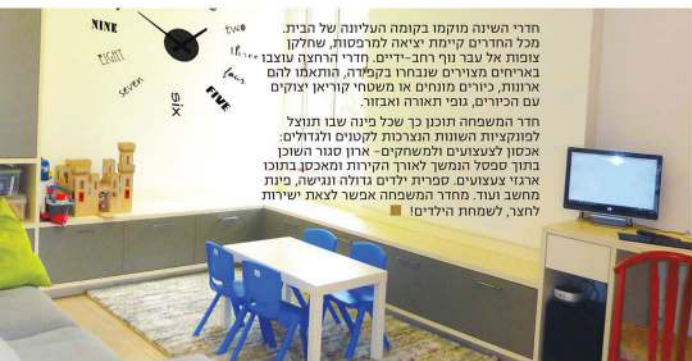 חדרי השינה מוקמו בקומה העליונה של הבית.
מכל החדרים קיימת יציאה למרפסות, שחלקן
צופות אל עבר נוף רחב-ידיים. חדרי הרחצה עוצבו
באריחים מצוירים שנבחרו בקפידה, הותאמו להם
ארונות, כיורים מונחים או משטחי קוריאן יצוקים
עם הכיורים, גופי תאורה ואבזור.
חדר המשפחה תוכנן כך שכל פינה שבו תנוצל
לפונקציות השונות הנצרכות לקטנים ולגדולים:
אכסון לצעצועים ולמשחקים- ארון סגור השוכן
בתוך ספסל הנמשך לאורך הקירות ומאכסן בתוכו
ארגזי צעצועים. ספרית ילדים גדולה ונגישה, פינת
מחשב ועוד. מחדר המשפחה אפשר לצאת ישירות
לחצר, לשמחת הילדים!
NINE
EIGHT
seven
six
FIVE
four
three
two